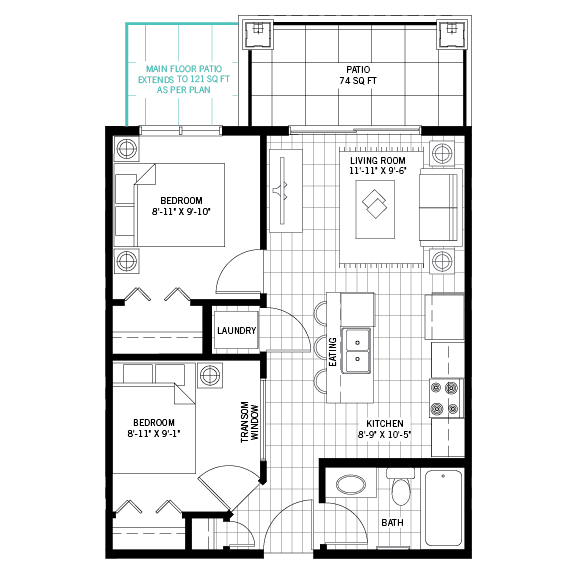 MAIN FLOOR PATIO
EXTENDS TO 121 SQ FT
AS PER PLAN
PATIO
74 SQ FT
LIVING ROOM
11'-11" X 9'-6"
BEDROOM
8'-11" X 9'-10"
LAUNDRY
EATING
BEDROOM
8'-11" X 9'-1"
TRANSOM
WINDOW
KITCHEN
8'-9" X 10'-5"
BATH